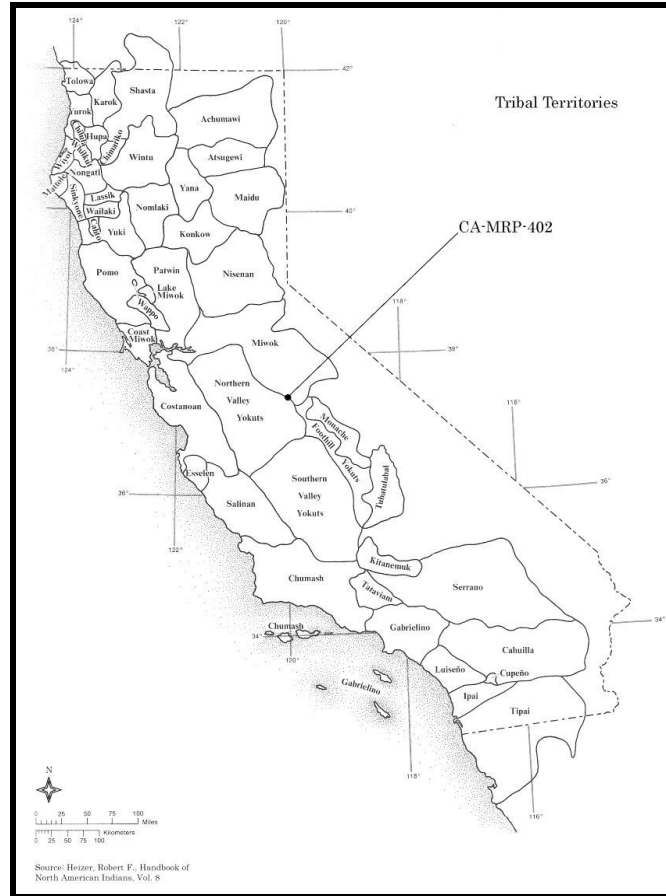 124°
122°
120°
42°
Tribal Territories
Tolowa
Karok
Shasta
Yurok
Achumawi
Chilula
Hupa
Whilkut
Chimariko
Wiyot
Wintu
Atsugewi
Nongatl
Mattole
Yana
Sinkyone
Lassik
Nomlaki
Maidu
Wailaki
40°
Cahto
Yuki
Konkow
CA-MRP-402
Pomo
Patwin
Lake
Miwok
Nisenan
Wappo
118°
Coast
Miwok
Miwok
38°
38°
124°
Northern
Valley
Yokuts
Costanoan
Monache
Foothill
Yokuts
116°
Esselen
Southern
Valley
Yokuts
Tubatulabal
36°
36°
Salinan
122°
Kitanemuk
Chumash
Serrano
Tataviam
Chumash
Gabrielino
34°
34°
120°
Cahuilla
Luiseño
Cupeño
Gabrielino
Ipai
Tipai
118°
116°
N
0 25 50 75 100
Miles
0 25 50 75 100
Kilometers
Source: Heizer, Robert F., Handbook of
North American Indians, Vol. 8